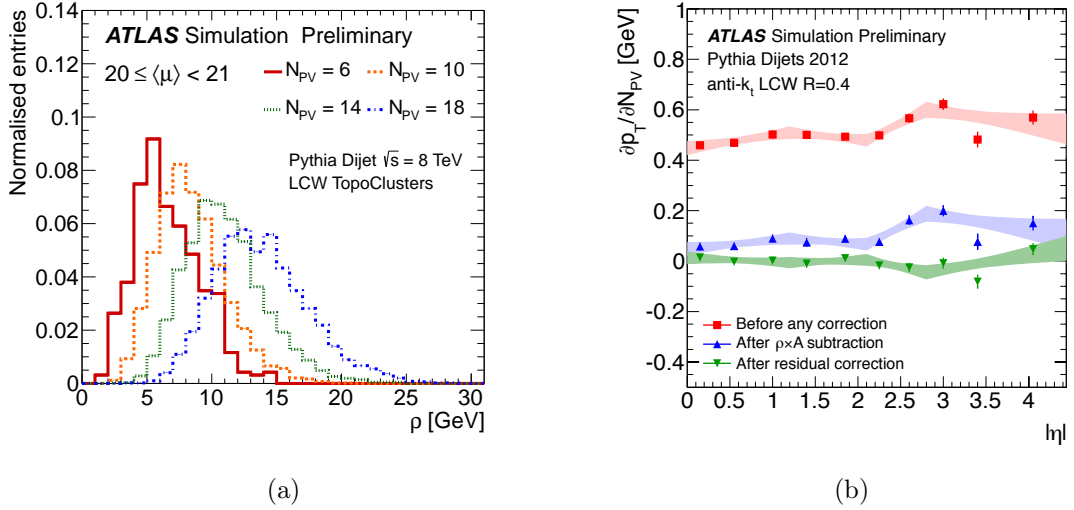 Normalised entries
0.14
0.12
0.1
0.08
0.06
0.04
0.02
0
ATLAS Simulation Preliminary
20 ≤ ⟨μ⟩ < 21
N_PV = 6
N_PV = 10
N_PV = 14
N_PV = 18
Pythia Dijet √s = 8 TeV
LCW TopoClusters
0 5 10 15 20 25 30
ρ [GeV]
(a)
∂p_T/∂N_PV [GeV]
1
0.8
0.6
0.4
0.2
0
-0.2
-0.4
ATLAS Simulation Preliminary
Pythia Dijets 2012
anti-k_t LCW R=0.4
Before any correction
After ρ×A subtraction
After residual correction
0 0.5 1 1.5 2 2.5 3 3.5 4
|η|
(b)